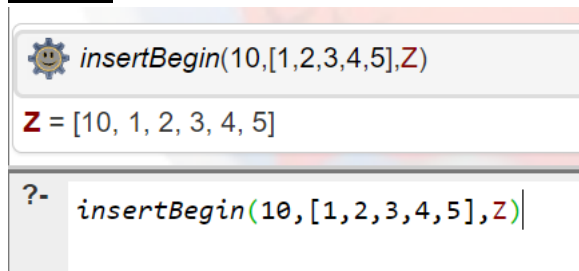 insertBegin(10,[1,2,3,4,5],Z)
Z = [10, 1, 2, 3, 4, 5]
?- insertBegin(10,[1,2,3,4,5],Z)